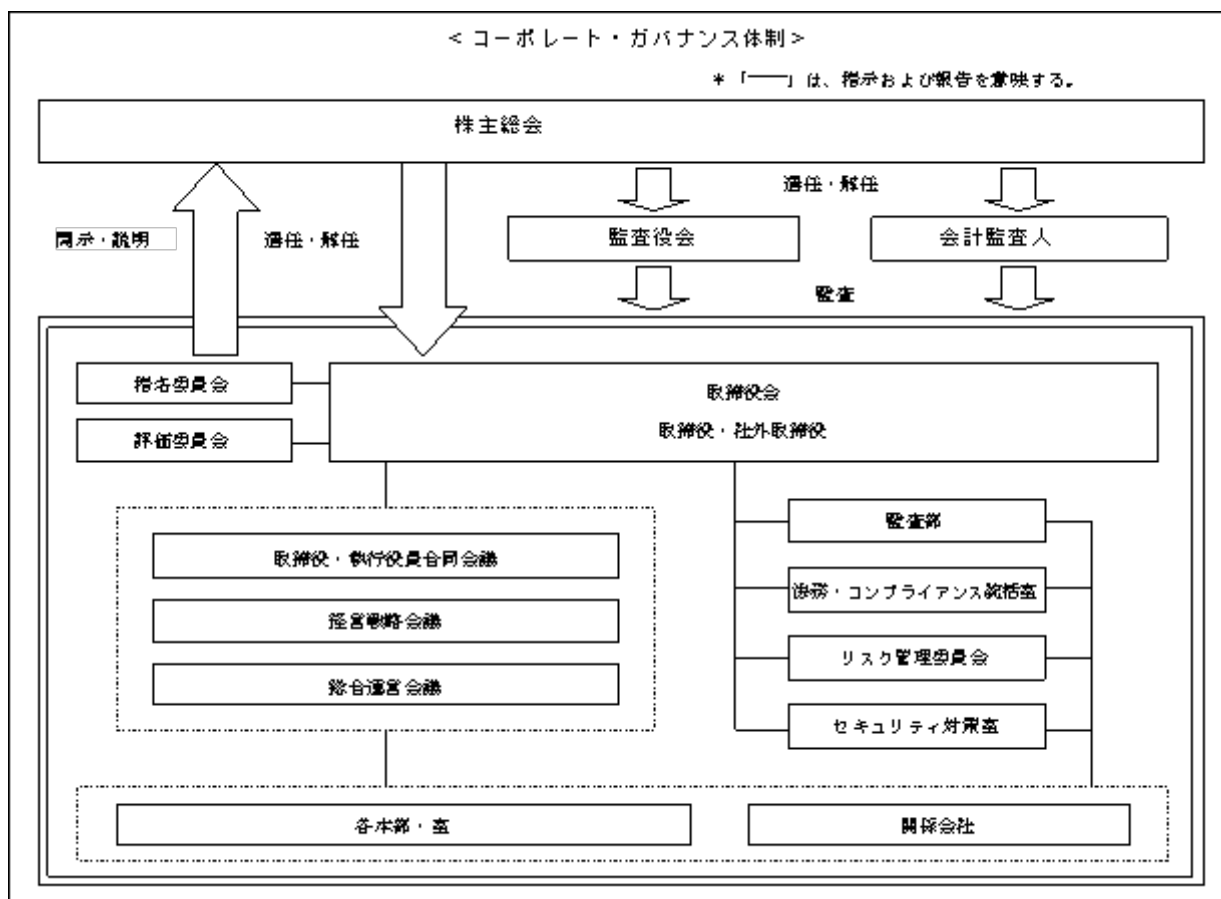 ＜コーポレート・ガバナンス体制＞
＊「───」は、指示および報告を意味する。
株主総会
選任・解任
開示・説明
選任・解任
監査役会
会計監査人
監査
指名委員会
取締役会
評価委員会
取締役・社外取締役
監査部
取締役・執行役員合同会議
法務・コンプライアンス統括室
経営戦略会議
リスク管理委員会
総合運営会議
セキュリティ対策室
各本部・室
関係会社